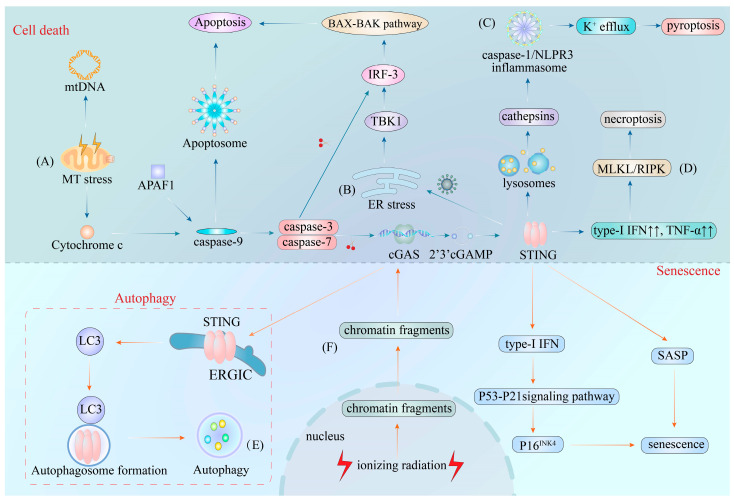 Cell death
Apoptosis
BAX-BAK pathway
(C)
K⁺ efflux
pyroptosis
caspase-1/NLPR3
inflammasome
mtDNA
IRF-3
TBK1
Apoptosome
cathepsins
necroptosis
(A)
MT stress
APAF1
(B)
ER stress
lysosomes
MLKL/RIPK
(D)
Cytochrome c
caspase-9
caspase-3
caspase-7
cGAS
2'3'cGAMP
STING
type-I IFN↑↑, TNF-α↑↑
Senescence
Autophagy
STING
LC3
ERGIC
(F)
chromatin fragments
type-I IFN
SASP
LC3
chromatin fragments
P53-P21signaling pathway
nucleus
ionizing radiation
P16ᴵᴺᴷ⁴
senescence
(E)
Autophagosome formation
Autophagy